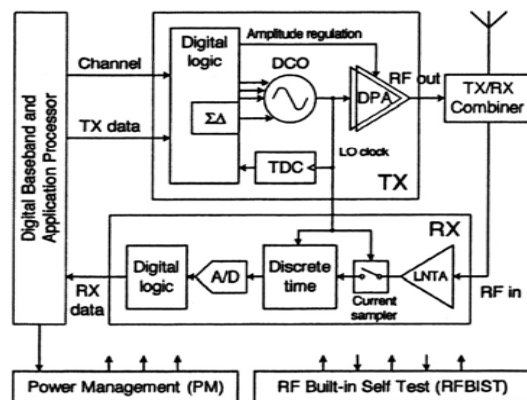 Digital Baseband and
Application Processor
Channel
TX data
Digital
logic
ΣΔ
Amplitude regulation
DCO
DPA
RF out
TX/RX
Combiner
LO clock
TDC
TX
RX
RX
data
Digital
logic
A/D
Discrete
time
Current
sampler
LNTA
RF in
Power Management (PM)
RF Built-in Self Test (RFBIST)